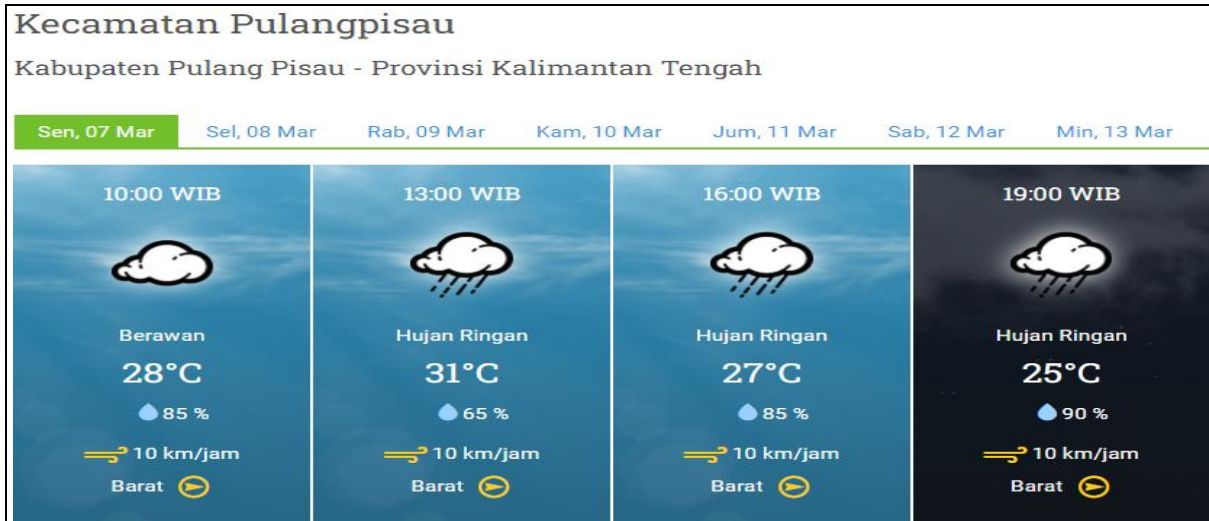 Kecamatan Pulangpisau
Kabupaten Pulang Pisau - Provinsi Kalimantan Tengah
Sen, 07 Mar Sel, 08 Mar Rab, 09 Mar Kam, 10 Mar Jum, 11 Mar Sab, 12 Mar Min, 13 Mar
10:00 WIB 13:00 WIB 16:00 WIB 19:00 WIB
Berawan Hujan Ringan Hujan Ringan Hujan Ringan
28°C 31°C 27°C 25°C
85 % 65 % 85 % 90 %
10 km/jam 10 km/jam 10 km/jam 10 km/jam
Barat Barat Barat Barat